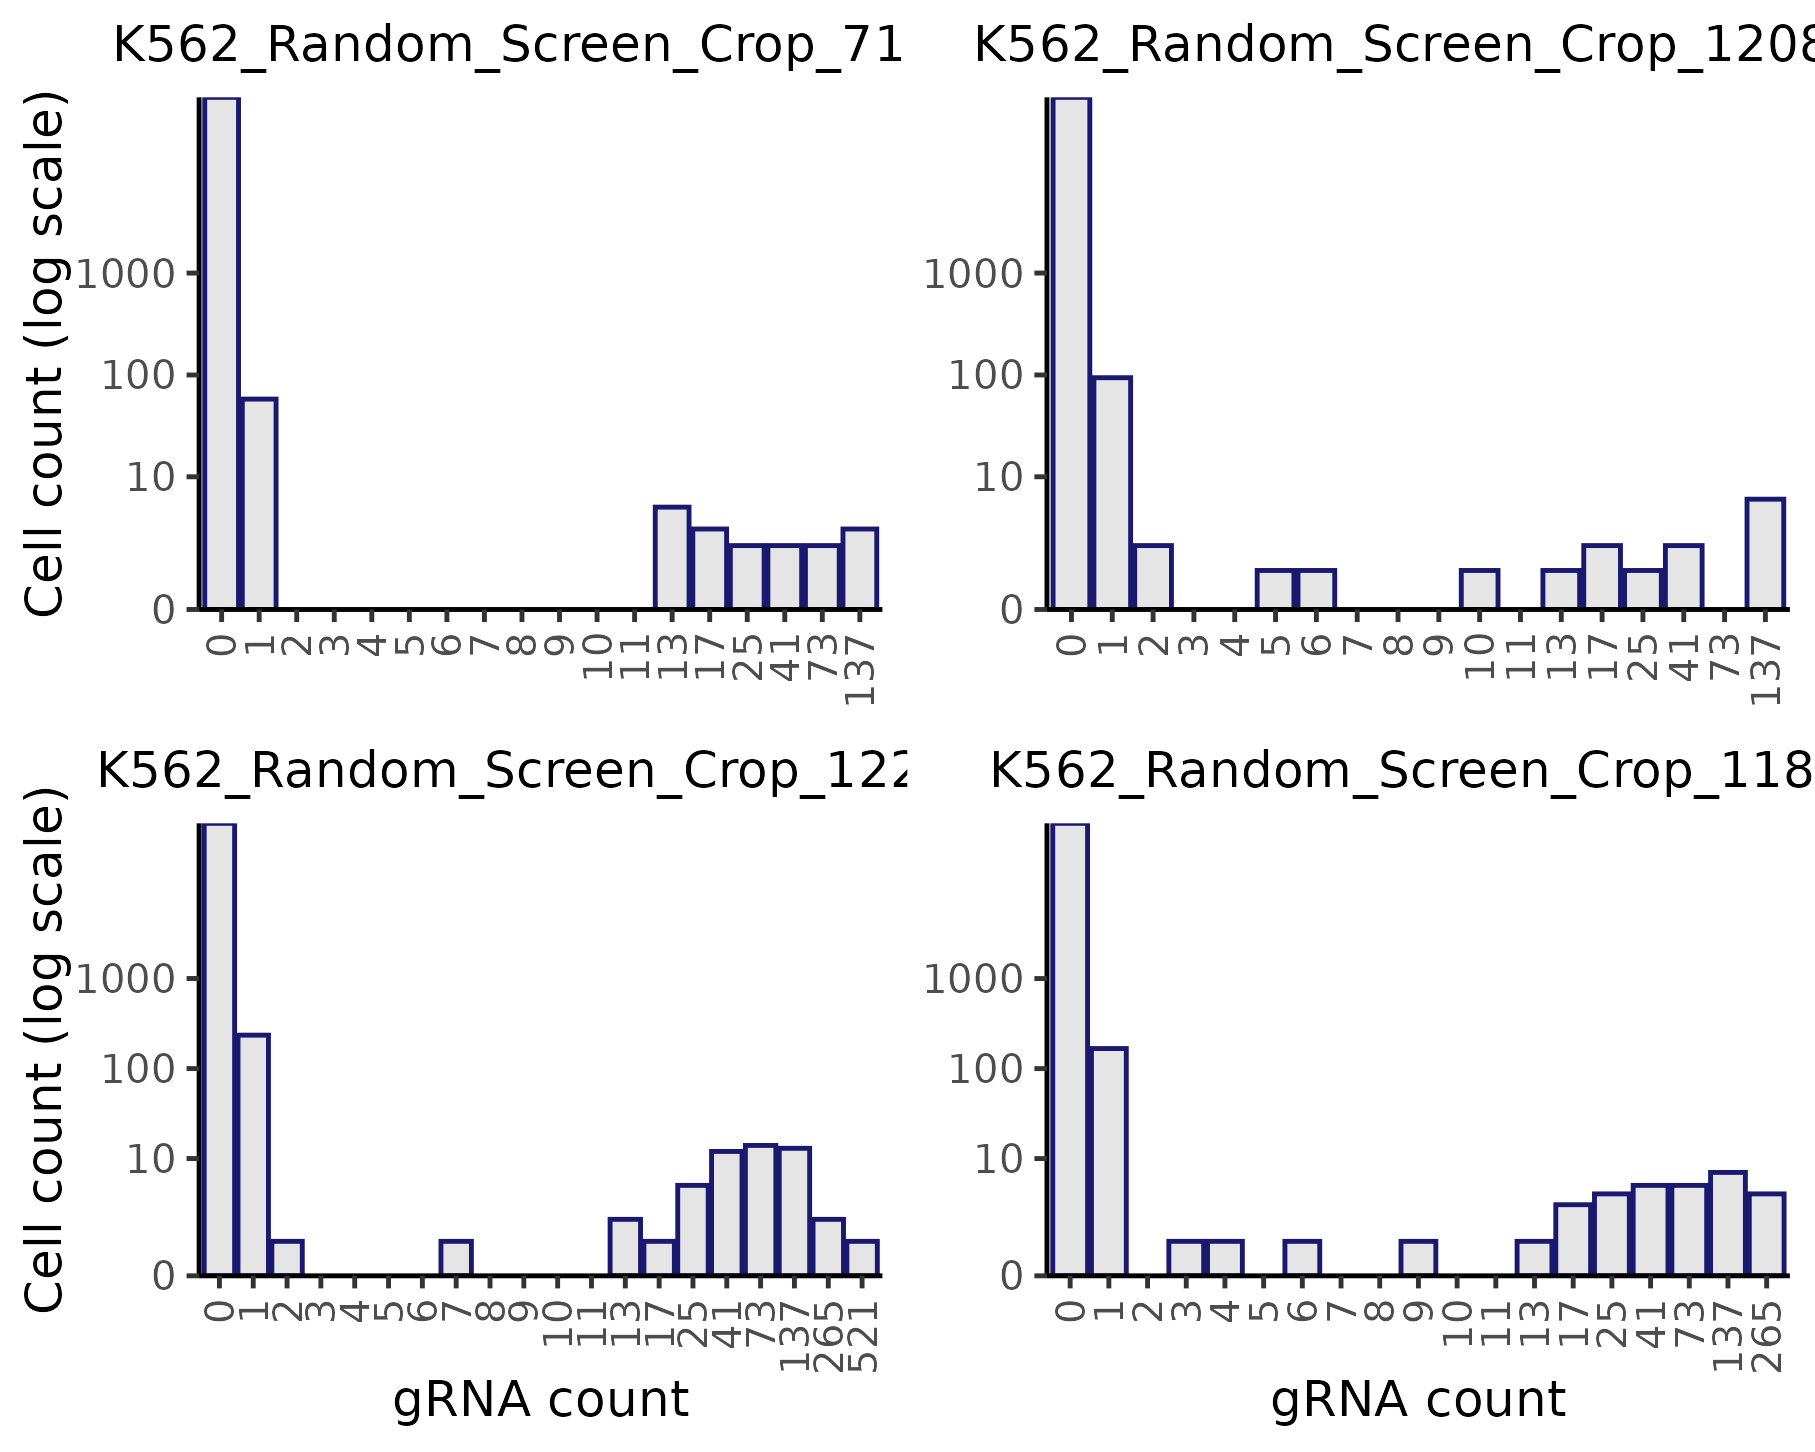 K562_Random_Screen_Crop_71
K562_Random_Screen_Crop_1208
Cell count (log scale)
1000
100
10
0
0 1 2 3 4 5 6 7 8 9 10 11 13 17 25 41 73 137
1000
100
10
0
0 1 2 3 4 5 6 7 8 9 10 11 13 17 25 41 73 137
K562_Random_Screen_Crop_122
K562_Random_Screen_Crop_118
Cell count (log scale)
1000
100
10
0
0 1 2 3 4 5 6 7 8 9 10 11 13 17 25 41 73 137 265 521
gRNA count
1000
100
10
0
0 1 2 3 4 5 6 7 8 9 10 11 13 17 25 41 73 137 265
gRNA count